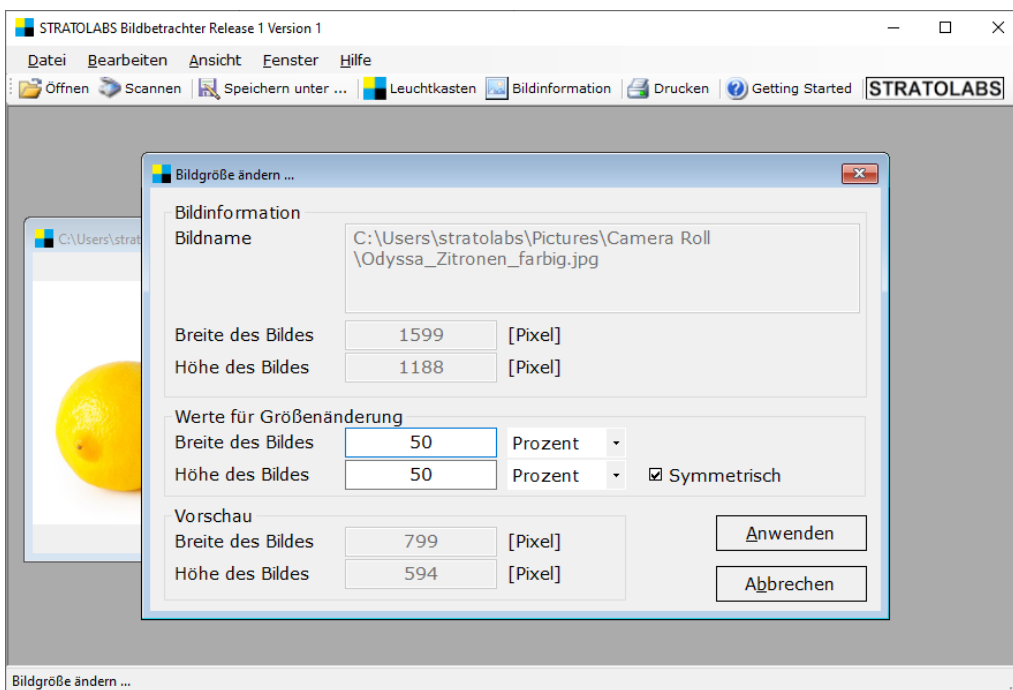 STRATOLABS Bildbetrachter Release 1 Version 1
Datei Bearbeiten Ansicht Fenster Hilfe
Öffnen Scannen Speichern unter ... Leuchtkasten Bildinformation Drucken Getting Started STRATOLABS
Bildgröße ändern ...
C:\Users\strat
Bildinformation
Bildname C:\Users\stratolabs\Pictures\Camera Roll
\Odyssa_Zitronen_farbig.jpg
Breite des Bildes 1599 [Pixel]
Höhe des Bildes 1188 [Pixel]
Werte für Größenänderung
Breite des Bildes 50 Prozent
Höhe des Bildes 50 Prozent Symmetrisch
Vorschau
Breite des Bildes 799 [Pixel]
Anwenden
Höhe des Bildes 594 [Pixel]
Abbrechen
Bildgröße ändern ...